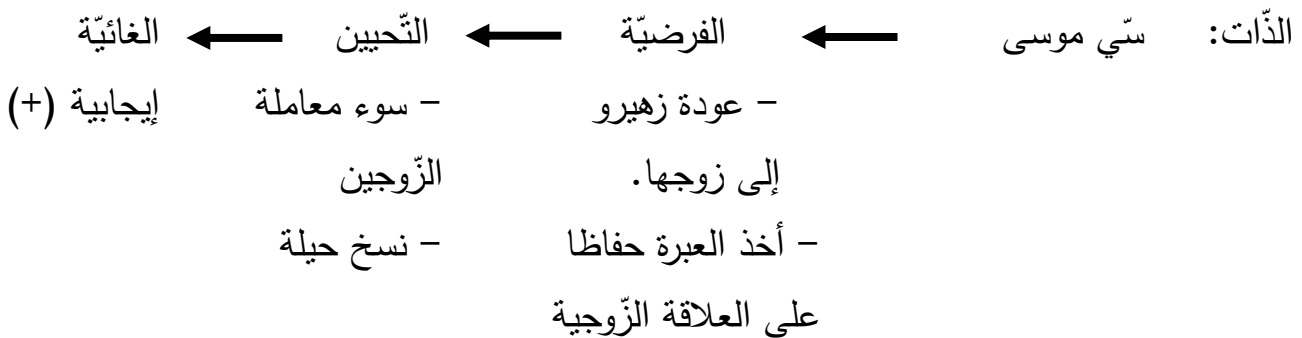 الذّات: سّي موسى ← الفرضيّة ← التّحيين ← الغائيّة
– عودة زهيرو – سوء معاملة إيجابية (+)
إلى زوجها. الزّوجين
– أخذ العبرة حفاظا – نسخ حيلة
على العلاقة الزّوجية